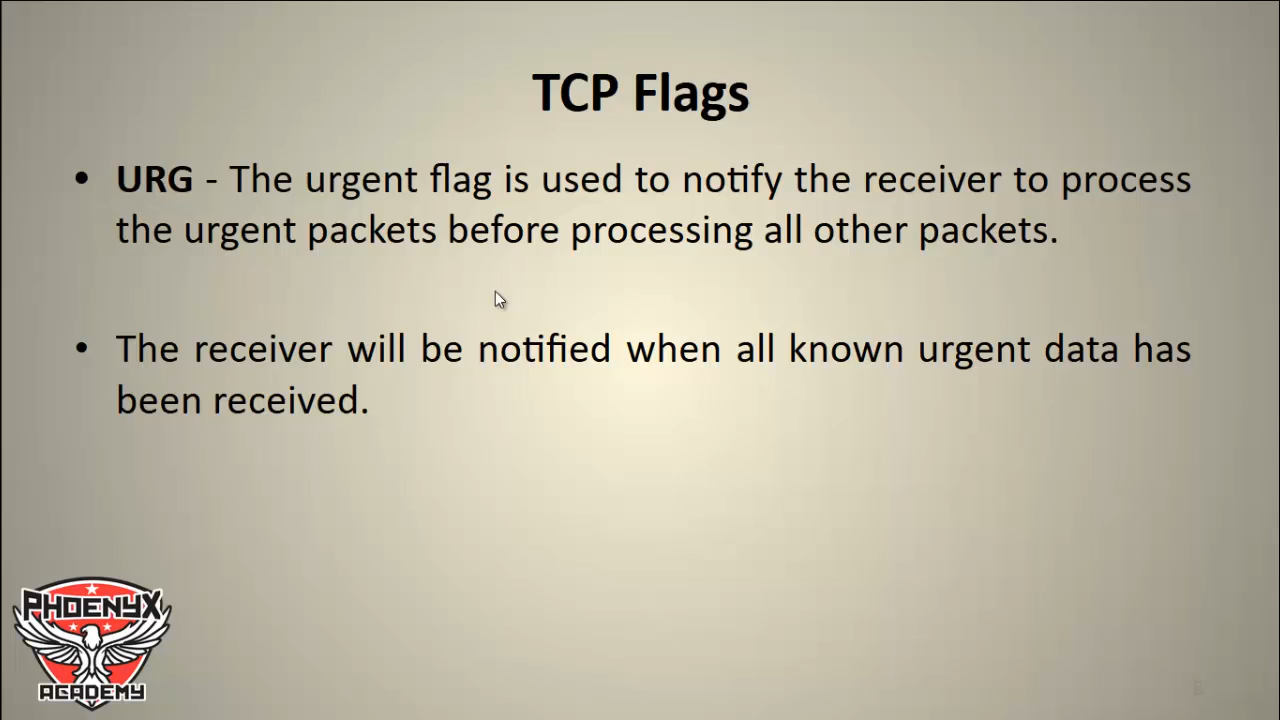 TCP Flags
• URG - The urgent flag is used to notify the receiver to process
the urgent packets before processing all other packets.
• The receiver will be notified when all known urgent data has
been received.
PHOENYX
ACADEMY